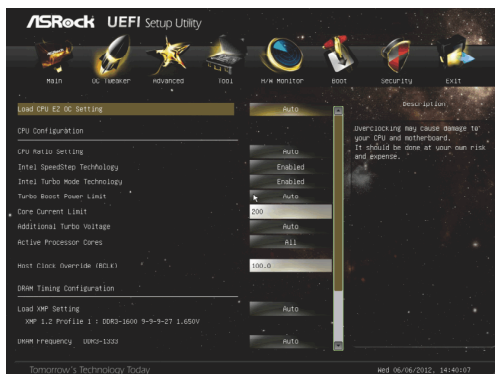 ASRock UEFI Setup Utility
Main OC Tweaker Advanced Tool H/W Monitor Boot Security Exit
Load CPU EZ OC Setting Auto
Description
Overclocking may cause damage to
your CPU and motherboard.
It should be done at your own risk
and expense.
CPU Configuration
CPU Ratio Setting Auto
Intel SpeedStep Technology Enabled
Intel Turbo Mode Technology Enabled
Turbo Boost Power Limit Auto
Core Current Limit 200
Additional Turbo Voltage Auto
Active Processor Cores All
Host Clock Override (BCLK) 100.0
DRAM Timing Configuration
Load XMP Setting Auto
XMP 1.2 Profile 1 : DDR3-1600 9-9-9-27 1.650V
DRAM Frequency DDR3-1333 Auto
Tomorrow's Technology Today
Wed 06/06/2012, 14:40:07